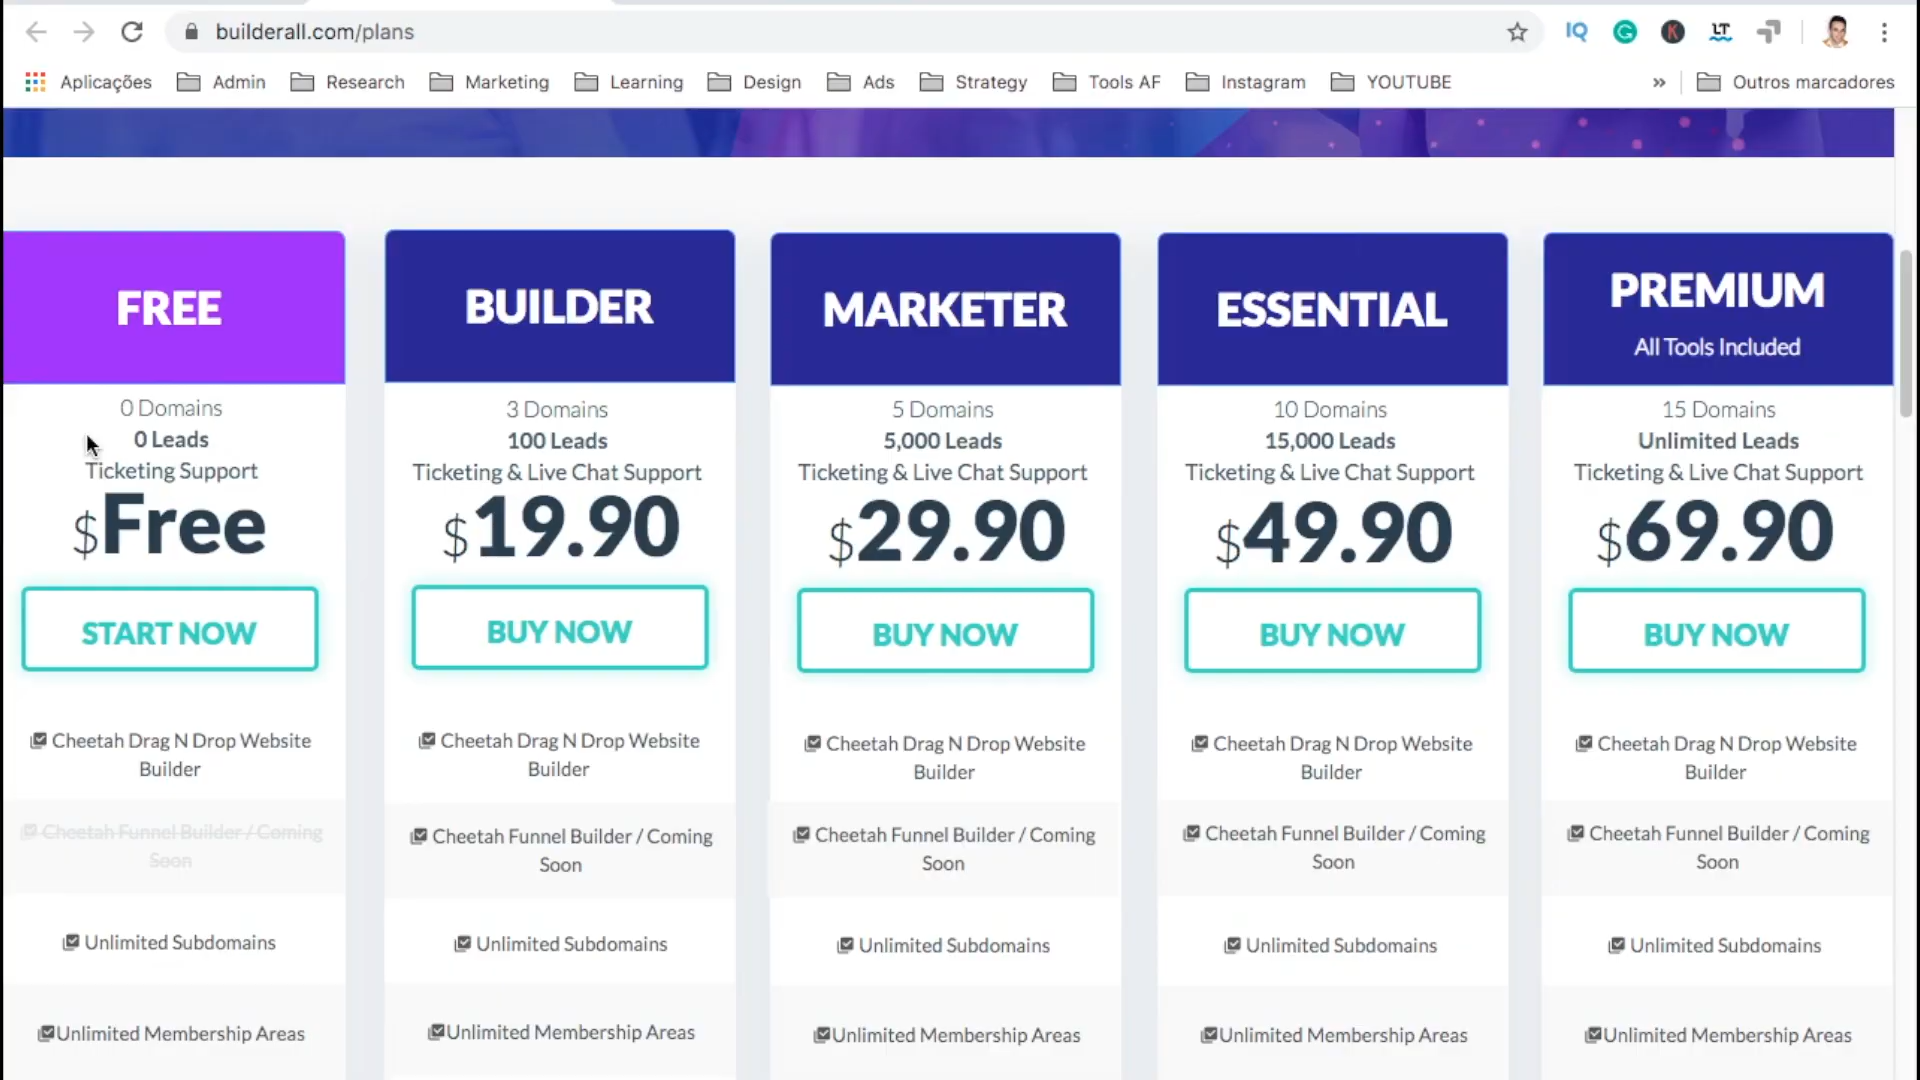 builderall.com/plans
IQ
LT
Aplicações Admin Research Marketing Learning Design Ads Strategy Tools AF Instagram YOUTUBE » Outros marcadores
FREE
0 Domains
0 Leads
Ticketing Support
$Free
START NOW
Cheetah Drag N Drop Website
Builder
Cheetah Funnel Builder / Coming
Soon
Unlimited Subdomains
Unlimited Membership Areas
BUILDER
3 Domains
100 Leads
Ticketing & Live Chat Support
$19.90
BUY NOW
Cheetah Drag N Drop Website
Builder
Cheetah Funnel Builder / Coming
Soon
Unlimited Subdomains
Unlimited Membership Areas
MARKETER
5 Domains
5,000 Leads
Ticketing & Live Chat Support
$29.90
BUY NOW
Cheetah Drag N Drop Website
Builder
Cheetah Funnel Builder / Coming
Soon
Unlimited Subdomains
Unlimited Membership Areas
ESSENTIAL
10 Domains
15,000 Leads
Ticketing & Live Chat Support
$49.90
BUY NOW
Cheetah Drag N Drop Website
Builder
Cheetah Funnel Builder / Coming
Soon
Unlimited Subdomains
Unlimited Membership Areas
PREMIUM
All Tools Included
15 Domains
Unlimited Leads
Ticketing & Live Chat Support
$69.90
BUY NOW
Cheetah Drag N Drop Website
Builder
Cheetah Funnel Builder / Coming
Soon
Unlimited Subdomains
Unlimited Membership Areas